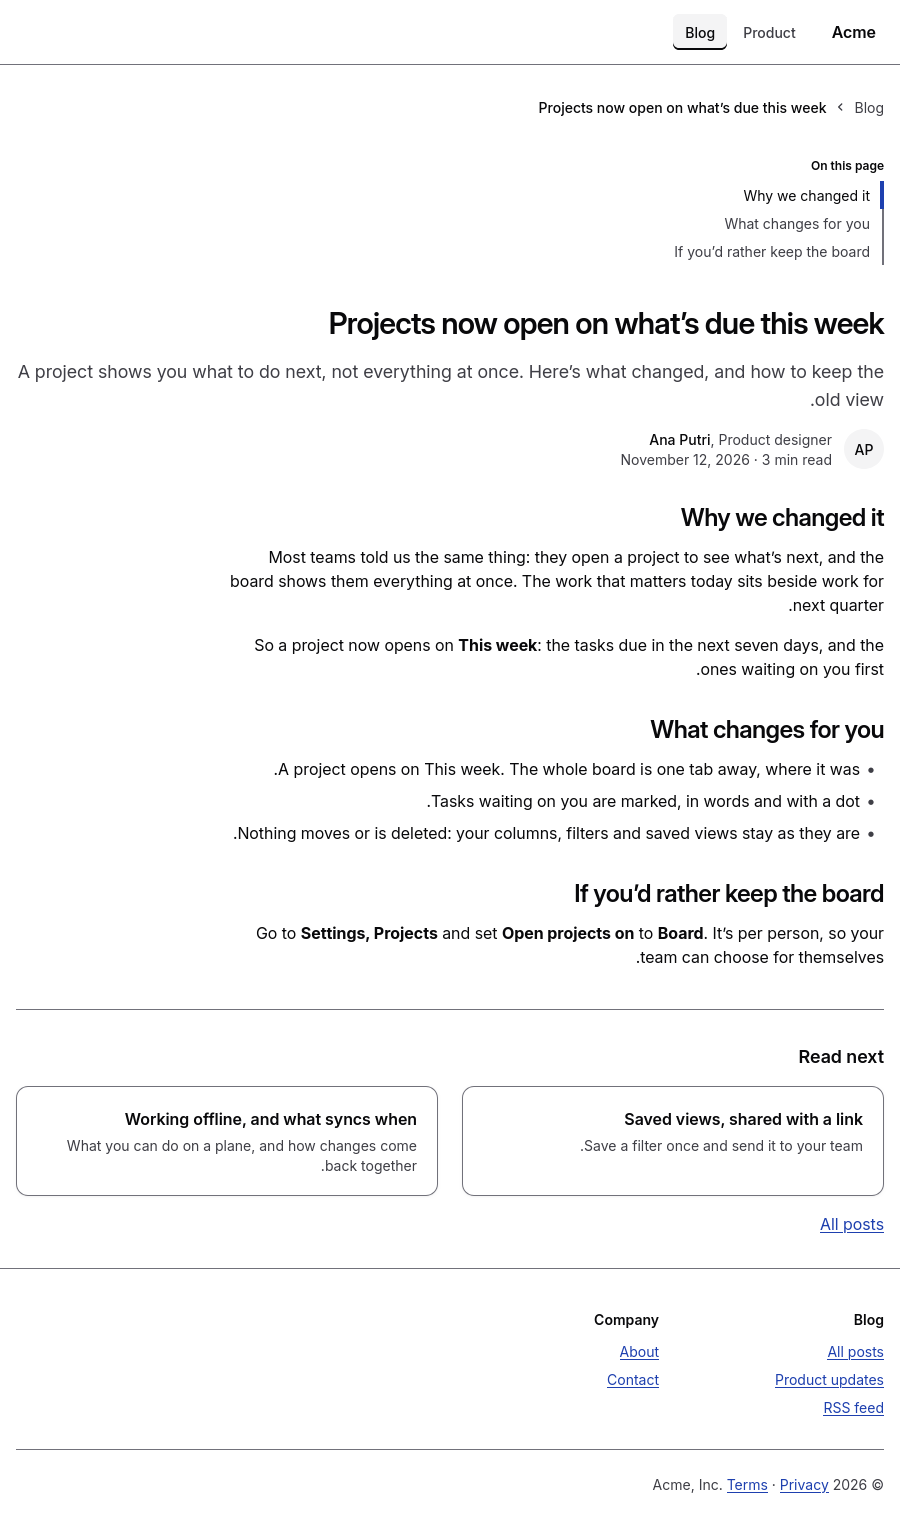 Acme
Product
Blog
Blog › Projects now open on what’s due this week
On this page
Why we changed it
What changes for you
If you’d rather keep the board
Projects now open on what’s due this week
A project shows you what to do next, not everything at once. Here’s what changed, and how to keep the
.old view
AP
Ana Putri, Product designer
November 12, 2026 · 3 min read
Why we changed it
Most teams told us the same thing: they open a project to see what’s next, and the
board shows them everything at once. The work that matters today sits beside work for
.next quarter
So a project now opens on This week: the tasks due in the next seven days, and the
.ones waiting on you first
What changes for you
• .A project opens on This week. The whole board is one tab away, where it was
• .Tasks waiting on you are marked, in words and with a dot
• .Nothing moves or is deleted: your columns, filters and saved views stay as they are
If you’d rather keep the board
Go to Settings, Projects and set Open projects on to Board. It’s per person, so your
.team can choose for themselves
Read next
Saved views, shared with a link
.Save a filter once and send it to your team
Working offline, and what syncs when
What you can do on a plane, and how changes come
.back together
All posts
Blog
All posts
Product updates
RSS feed
Company
About
Contact
Acme, Inc. Terms · Privacy 2026 ©